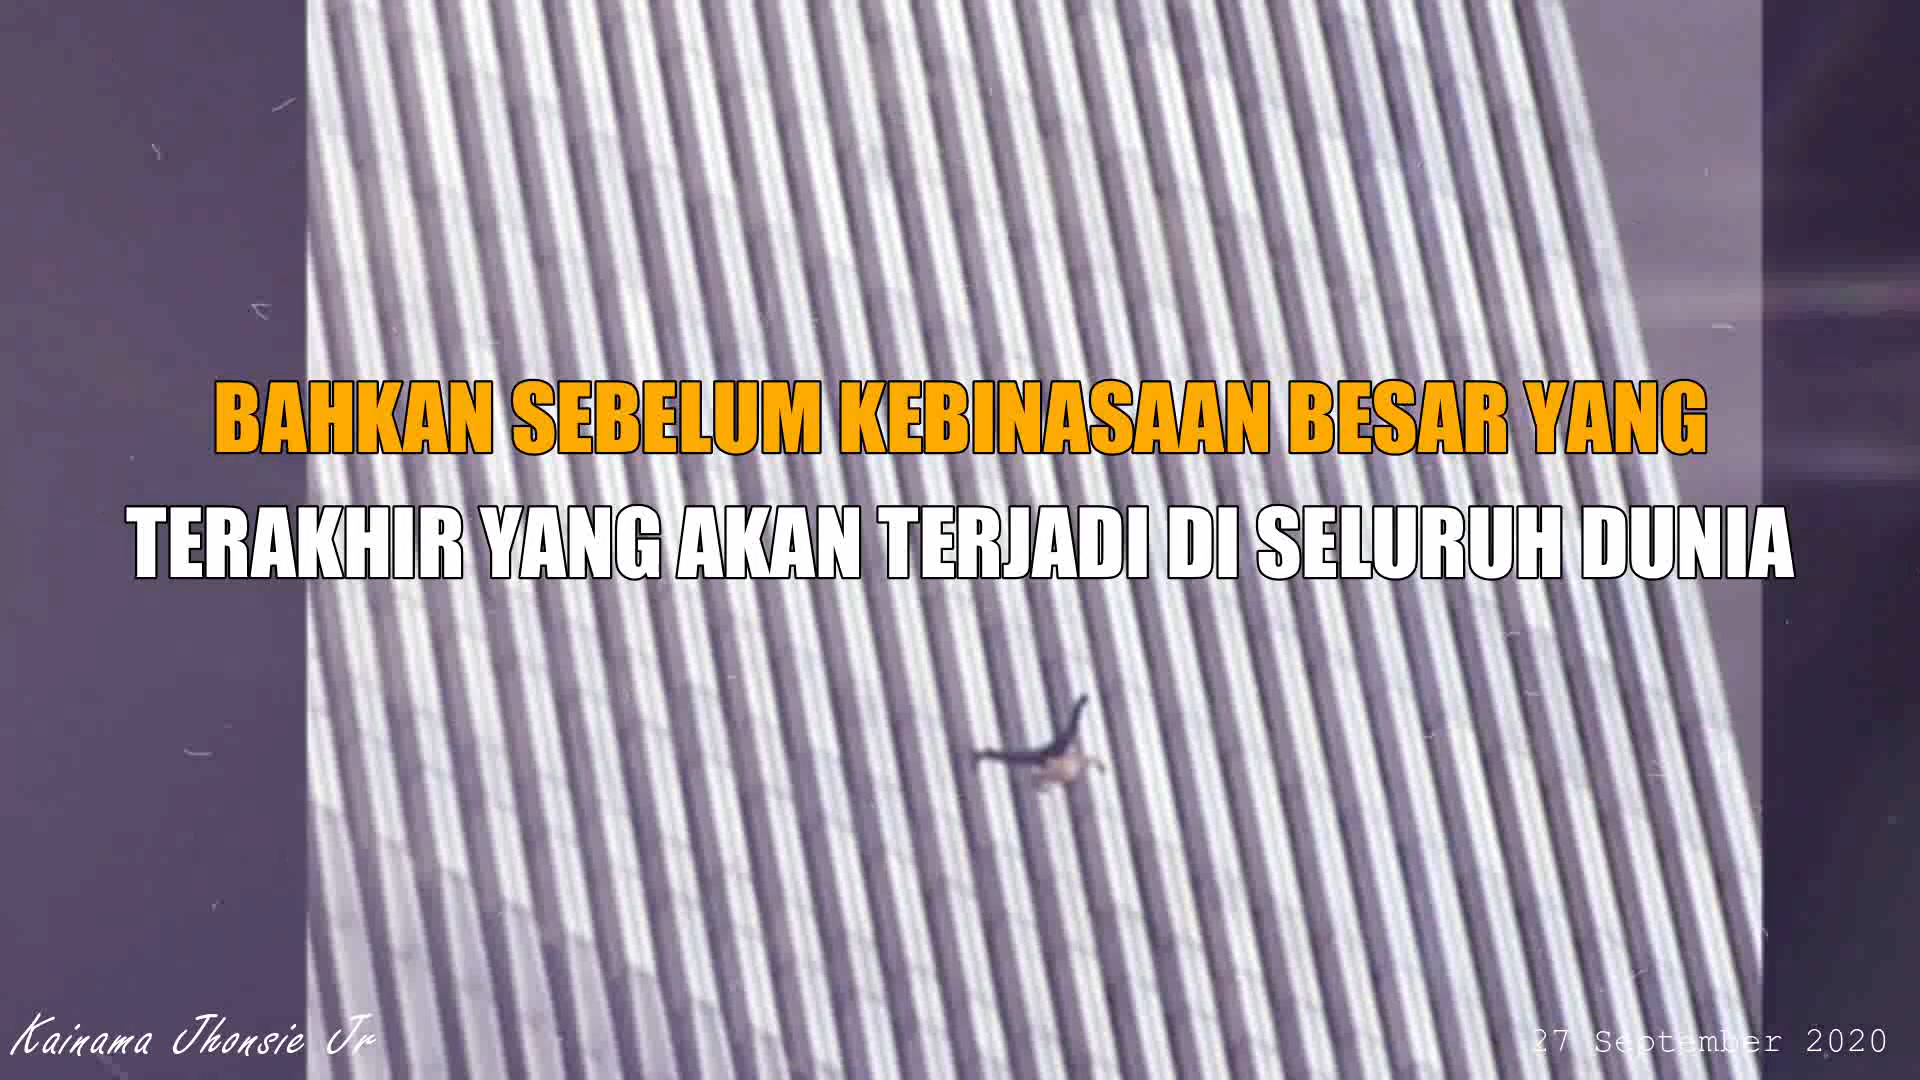 BAHKAN SEBELUM KEBINASAAN BESAR YANG
TERAKHIR YANG AKAN TERJADI DI SELURUH DUNIA
Kainama Jhonsie Jr
27 September 2020